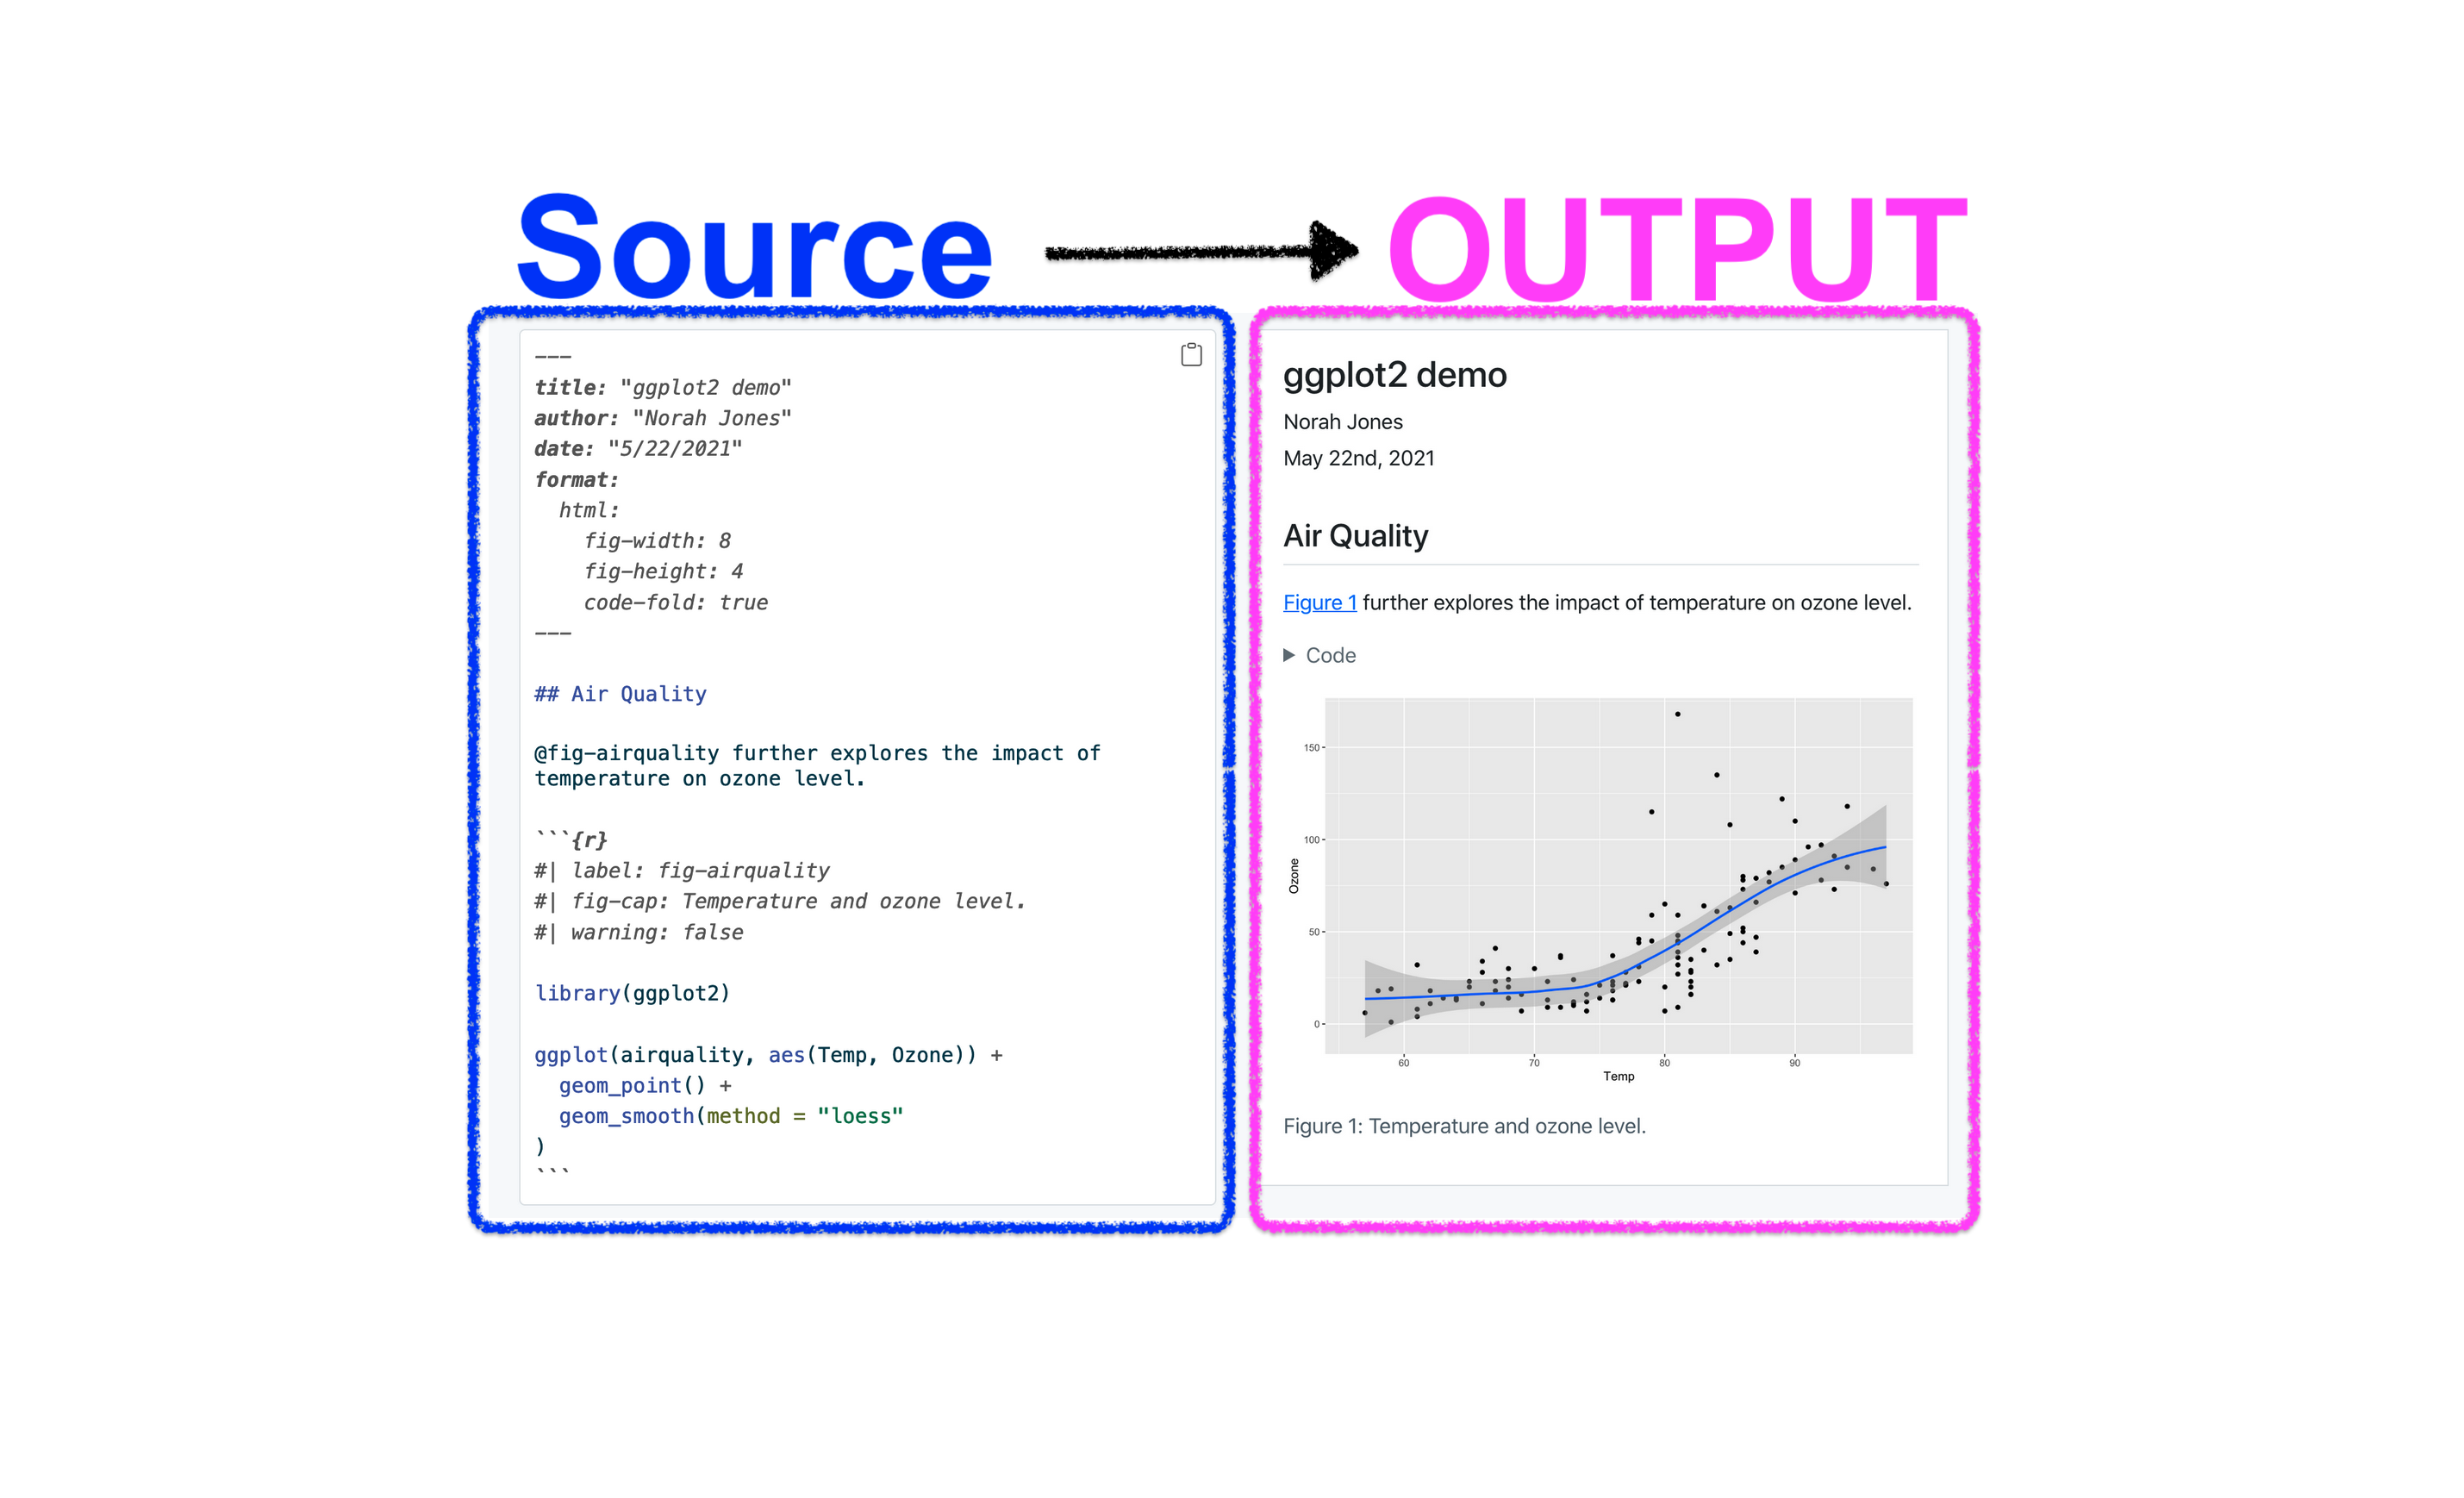 Source
OUTPUT
---
title: "ggplot2 demo"
author: "Norah Jones"
date: "5/22/2021"
format:
  html:
    fig-width: 8
    fig-height: 4
    code-fold: true
---
## Air Quality
@fig-airquality further explores the impact of
temperature on ozone level.
```{r}
#| label: fig-airquality
#| fig-cap: Temperature and ozone level.
#| warning: false
library(ggplot2)
ggplot(airquality, aes(Temp, Ozone)) +
  geom_point() +
  geom_smooth(method = "loess"
)
```
ggplot2 demo
Norah Jones
May 22nd, 2021
Air Quality
Figure 1 further explores the impact of temperature on ozone level.
Code
150
100
50
0
Ozone
60 70 80 90
Temp
Figure 1: Temperature and ozone level.